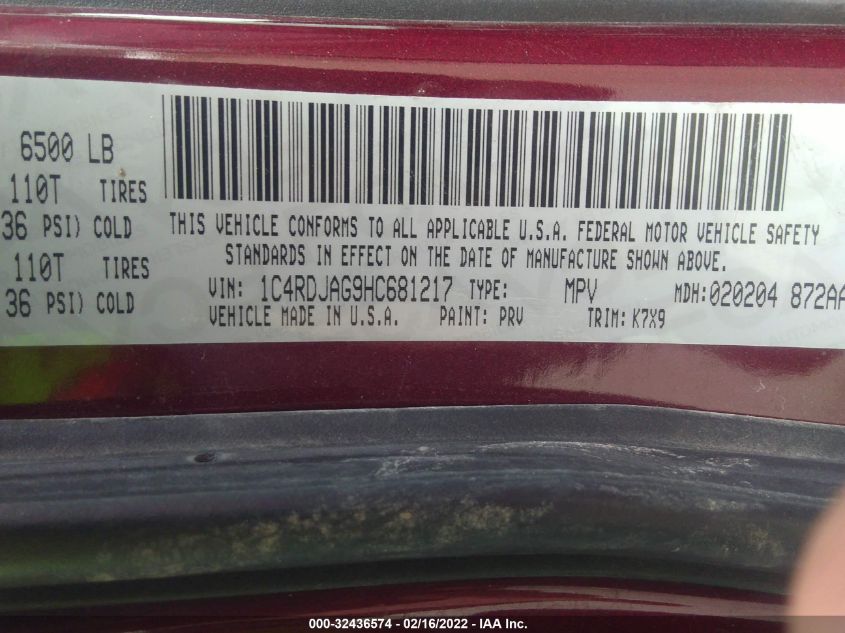 6500 LB
110T TIRES
36 PSI) COLD
110T TIRES
36 PSI) COLD
THIS VEHICLE CONFORMS TO ALL APPLICABLE U.S.A. FEDERAL MOTOR VEHICLE SAFETY
STANDARDS IN EFFECT ON THE DATE OF MANUFACTURE SHOWN ABOVE.
VIN: 1C4RDJAG9HC681217 TYPE: MPV MDH:020204 872AA
VEHICLE MADE IN U.S.A. PAINT: PRV TRIM: K7X9
000-32436574 - 02/16/2022 - IAA Inc.